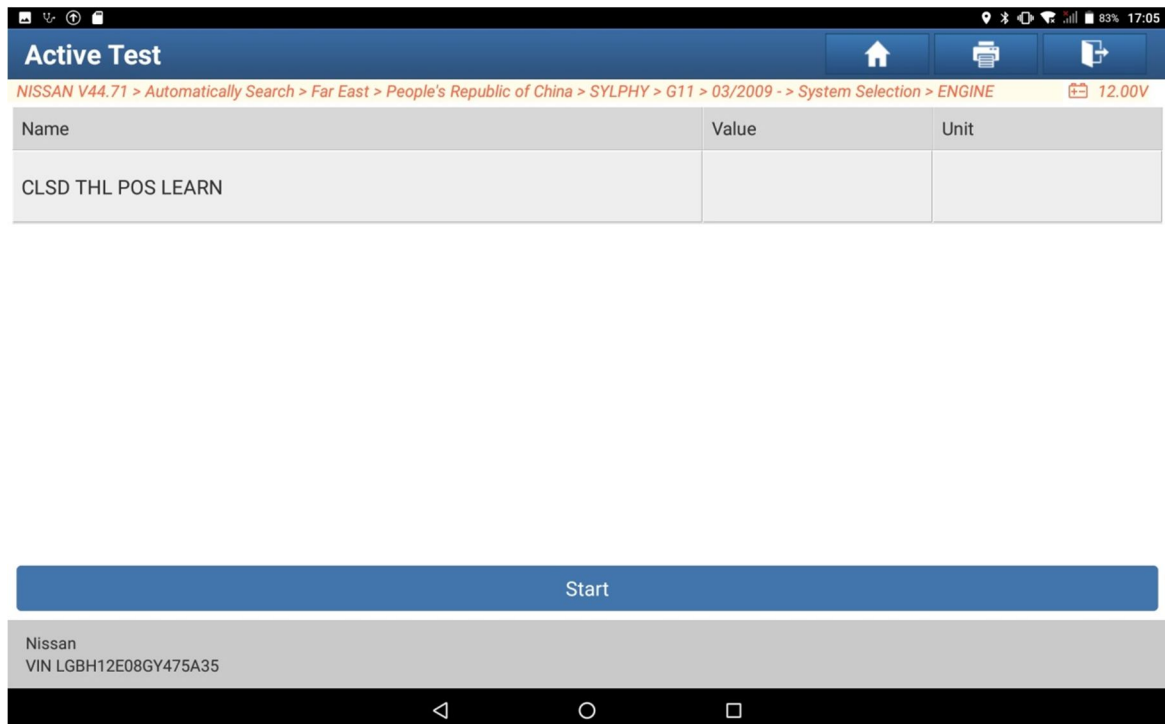 83% 17:05
Active Test
NISSAN V44.71 > Automatically Search > Far East > People's Republic of China > SYLPHY > G11 > 03/2009 - > System Selection > ENGINE 12.00V
Name Value Unit
CLSD THL POS LEARN
Start
Nissan
VIN LGBH12E08GY475A35